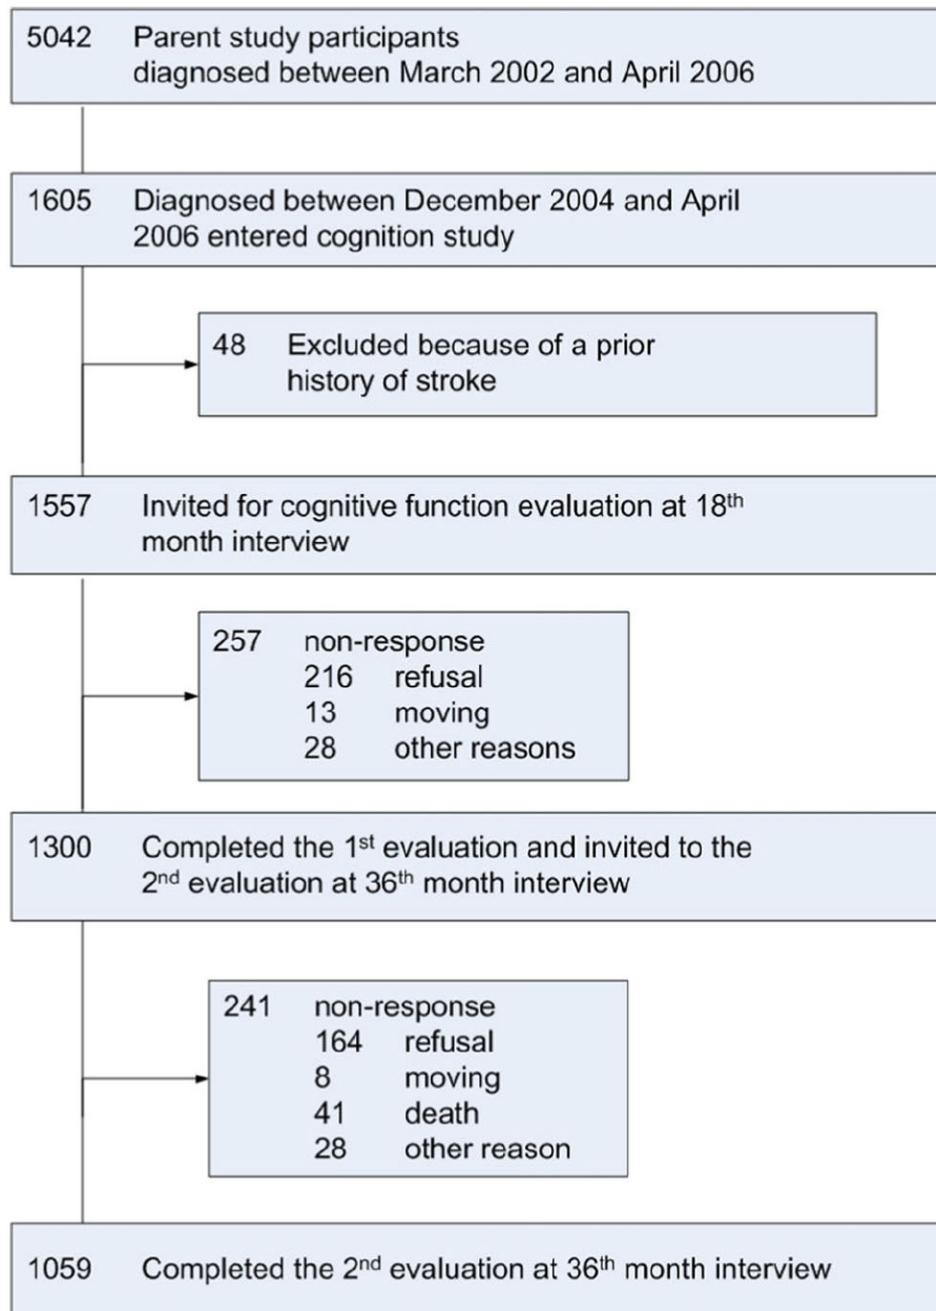 5042 Parent study participants
diagnosed between March 2002 and April 2006
1605 Diagnosed between December 2004 and April
2006 entered cognition study
48 Excluded because of a prior
history of stroke
1557 Invited for cognitive function evaluation at 18th
month interview
257 non-response
216 refusal
13 moving
28 other reasons
1300 Completed the 1st evaluation and invited to the
2nd evaluation at 36th month interview
241 non-response
164 refusal
8 moving
41 death
28 other reason
1059 Completed the 2nd evaluation at 36th month interview